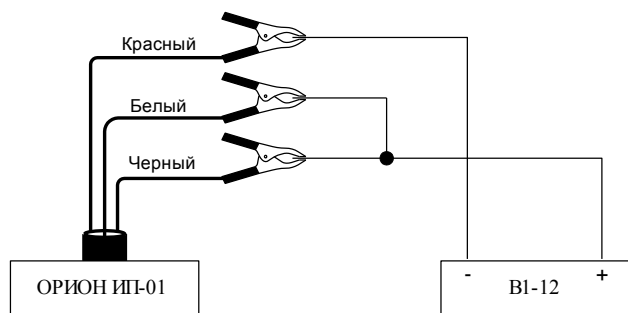 Красный
Белый
Черный
ОРИОН ИП-01
- В1-12 +